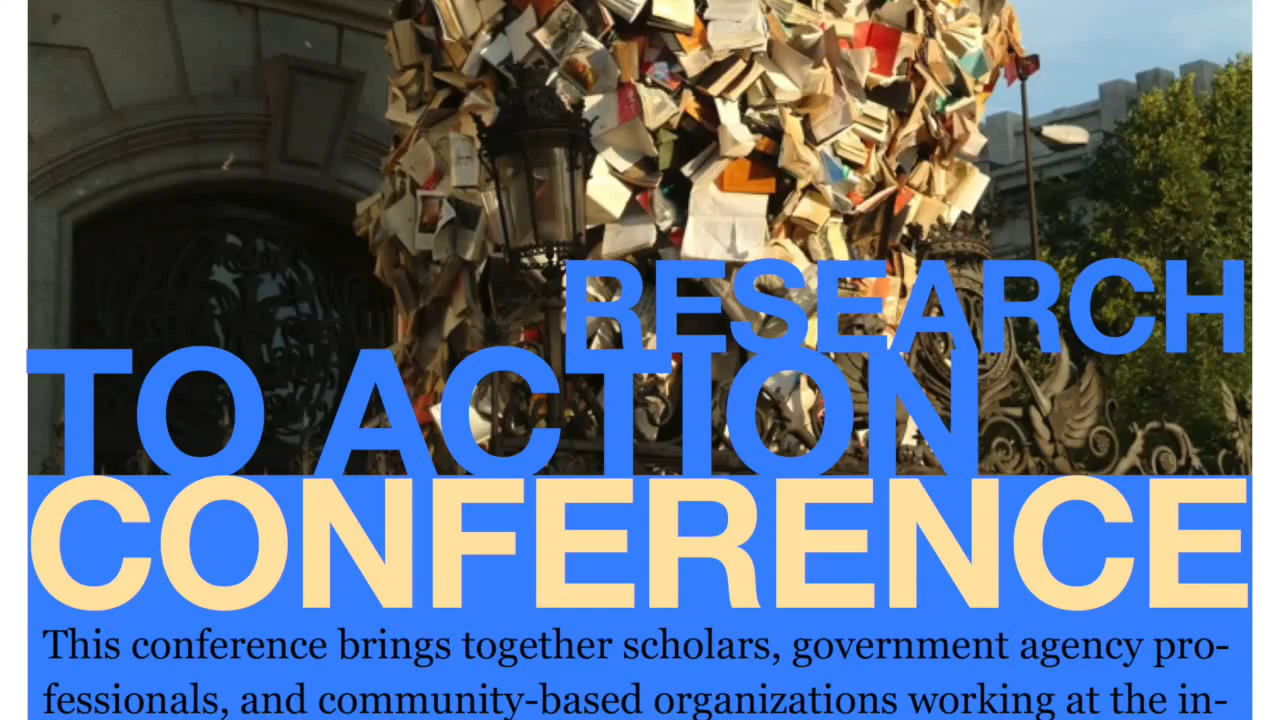 RESEARCH
TO ACTION
CONFERENCE
This conference brings together scholars, government agency pro-
fessionals, and community-based organizations working at the in-